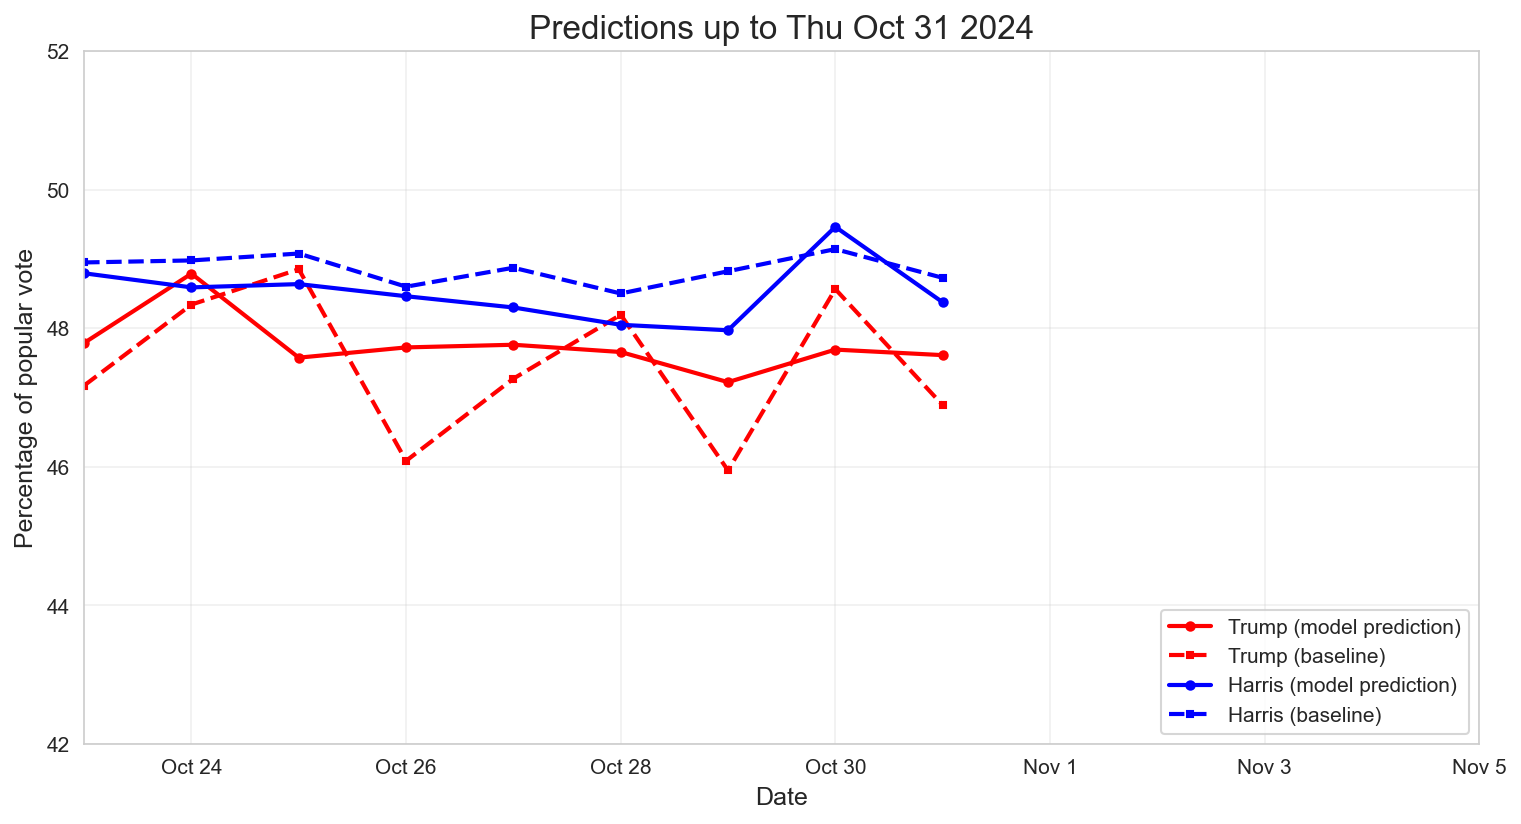 Predictions up to Thu Oct 31 2024
Percentage of popular vote
52
50
48
46
44
42
Oct 24
Oct 26
Oct 28
Oct 30
Nov 1
Nov 3
Nov 5
Date
Trump (model prediction)
Trump (baseline)
Harris (model prediction)
Harris (baseline)